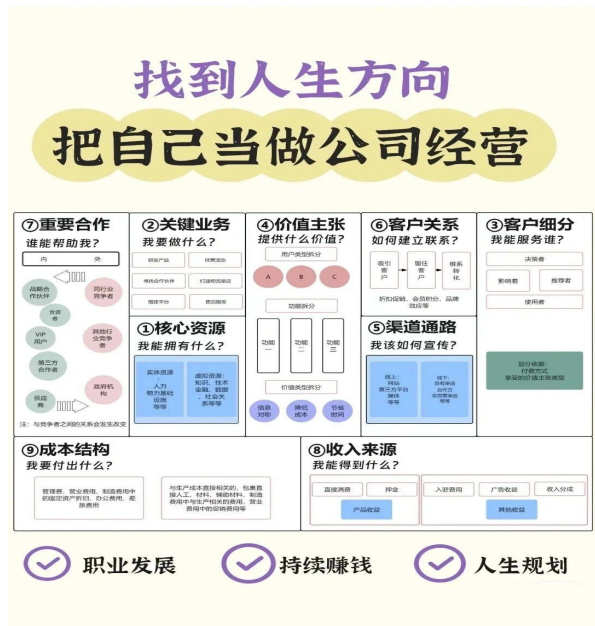 找到人生方向
把自己当做公司经营
⑦重要合作
谁能帮助我?
内 外
战略合
作伙伴
同行业
竞争者
合资
者
VIP
用户
其他行
业竞争
者
第三方
合作者
供应
商
政府机
构
注：与竞争者之间的关系会发生改变
②关键业务
我要做什么?
研发产品
经营活动
寻找合作伙伴
打通物流渠道
搭建平台
售后服务
①核心资源
我能拥有什么?
实体资源
：
人力
物力基础
设施
等等
虚拟资源：
知识、技术
金融、数据
、社会关
系等等
④价值主张
提供什么价值?
用户类型拆分
A
B
C
功能拆分
功能
一
功能
二
功能
三
价值类型拆分
信息
对称
降低
成本
节省
时间
⑥客户关系
如何建立联系?
吸引
客
户
留住
客
户
维系
转
化
折扣促销、会员积分、品牌
效应等
⑤渠道通路
我该如何宣传?
线上：
网站
第三方平台
媒体
等等
线下：
自有渠道
合作方
等等
③客户细分
我能服务谁?
决策者
影响着
推荐者
使用者
划分依据:
付费方式
享受的价值主张类型
⑨成本结构
我要付出什么?
管理费、营业费用、制造费用中
的固定资产折旧、办公费用、差
旅费用
与生产成本直接相关的，包裹直
接人工、材料、辅助材料、制造
费用中与生产相关的费用、营业
费用中的促销费用等
⑧收入来源
我能得到什么?
直接消费
押金
产品收益
入驻费用
广告收益
收入分成
其他收益
职业发展
持续赚钱
人生规划